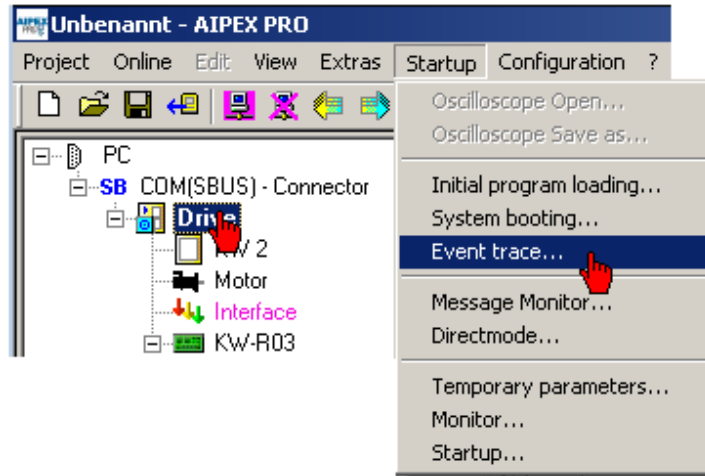 Unbenannt - AIPEX PRO
Project Online Edit View Extras Startup Configuration ?
Oscilloscope Open...
Oscilloscope Save as...
Initial program loading...
System booting...
Event trace...
Message Monitor...
Directmode...
Temporary parameters...
Monitor...
Startup...
PC
SB COM(SBUS) - Connector
Drive
KW 2
Motor
Interface
KW-R03